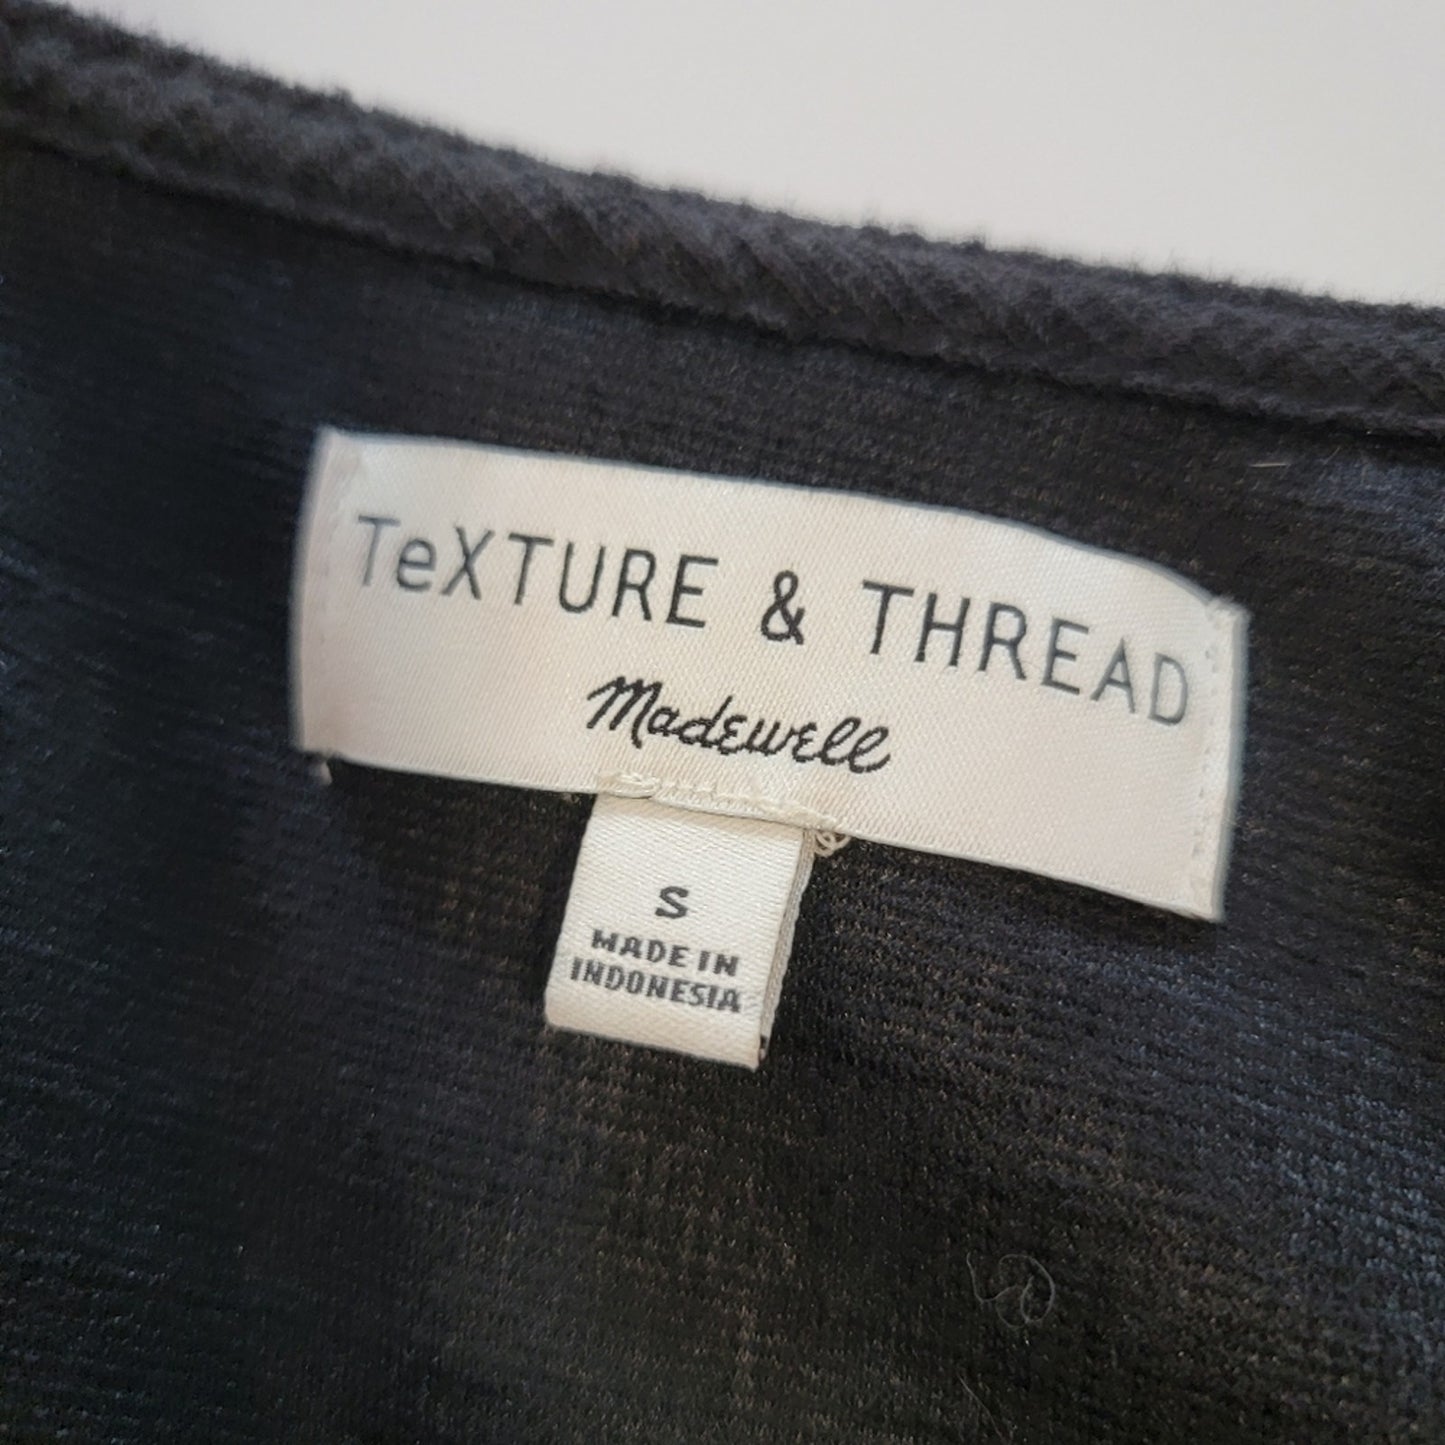 TeXTURE & THREAD
Madewell
S
MADE IN
INDONESIA